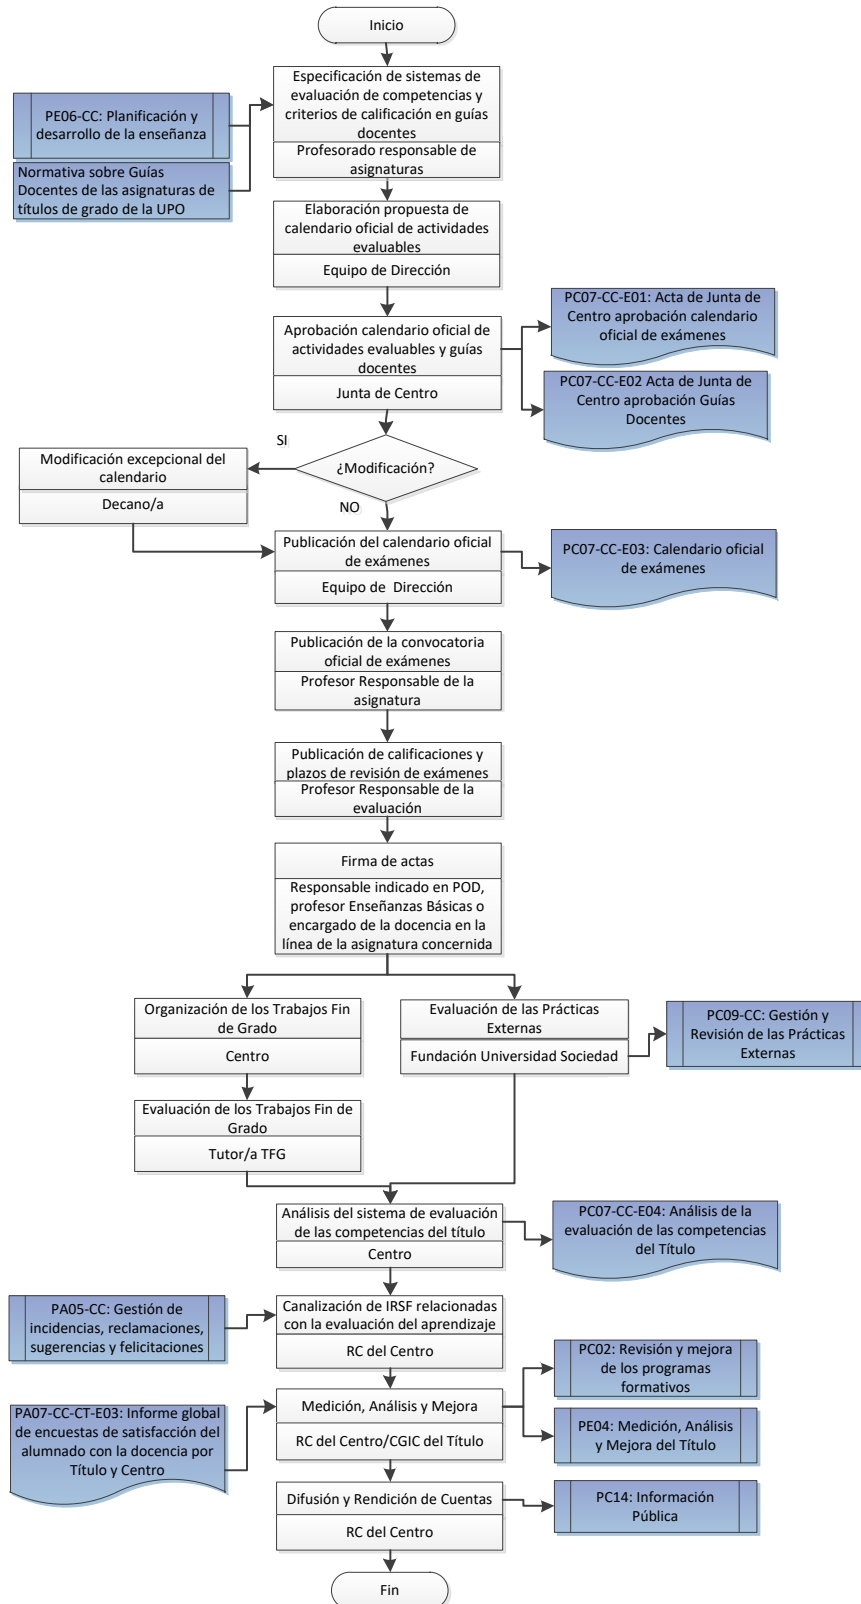 Inicio
Especificación de sistemas de
evaluación de competencias y
criterios de calificación en guías
docentes
Profesorado responsable de
asignaturas
PE06-CC: Planificación y
desarrollo de la enseñanza
Normativa sobre Guías
Docentes de las asignaturas de
títulos de grado de la UPO
Elaboración propuesta de
calendario oficial de actividades
evaluables
Equipo de Dirección
Aprobación calendario oficial de
actividades evaluables y guías
docentes
Junta de Centro
PC07-CC-E01: Acta de Junta de
Centro aprobación calendario
oficial de exámenes
PC07-CC-E02 Acta de Junta de
Centro aprobación Guías
Docentes
¿Modificación?
SI
NO
Modificación excepcional del
calendario
Decano/a
Publicación del calendario oficial
de exámenes
Equipo de  Dirección
PC07-CC-E03: Calendario oficial
de exámenes
Publicación de la convocatoria
oficial de exámenes
Profesor Responsable de la
asignatura
Publicación de calificaciones y
plazos de revisión de exámenes
Profesor Responsable de la
evaluación
Firma de actas
Responsable indicado en POD,
profesor Enseñanzas Básicas o
encargado de la docencia en la
línea de la asignatura concernida
Organización de los Trabajos Fin
de Grado
Centro
Evaluación de las Prácticas
Externas
Fundación Universidad Sociedad
PC09-CC: Gestión y
Revisión de las Prácticas
Externas
Evaluación de los Trabajos Fin de
Grado
Tutor/a TFG
Análisis del sistema de evaluación
de las competencias del título
Centro
PC07-CC-E04: Análisis de la
evaluación de las competencias
del Título
PA05-CC: Gestión de
incidencias, reclamaciones,
sugerencias y felicitaciones
Canalización de IRSF relacionadas
con la evaluación del aprendizaje
RC del Centro
PC02: Revisión y mejora
de los programas
formativos
PA07-CC-CT-E03: Informe global
de encuestas de satisfacción del
alumnado con la docencia por
Título y Centro
Medición, Análisis y Mejora
RC del Centro/CGIC del Título
PE04: Medición, Análisis
y Mejora del Título
Difusión y Rendición de Cuentas
RC del Centro
PC14: Información
Pública
Fin